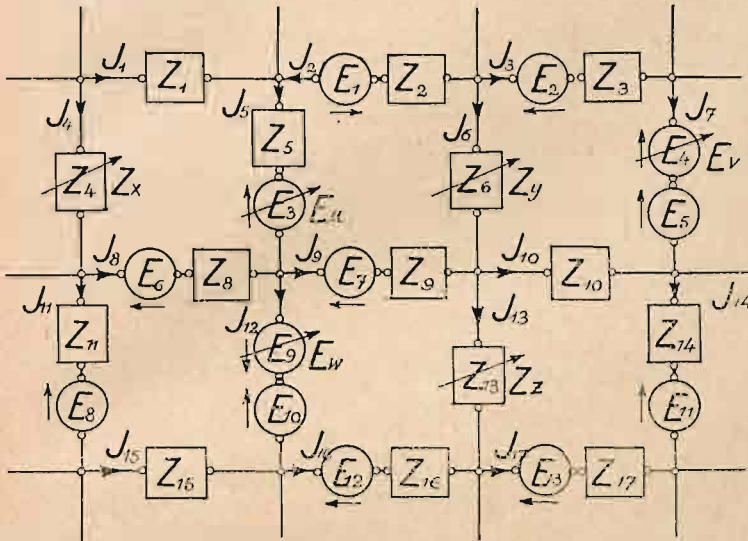 J1 Z1 J2 E1 Z2 J3 E2 Z3
J4 J5 J6 J7
Z4 Zx Z5 Z6 Zy E4 Ev
E3 Eu E5
J8 E6 Z8 J9 E7 Z9 J10 Z10
J11 J12 J13 J14
Z11 E9 Ew Z13 Zz Z14
E8 E10 E11
J15 Z15 J16 E12 Z16 J17 E13 Z17